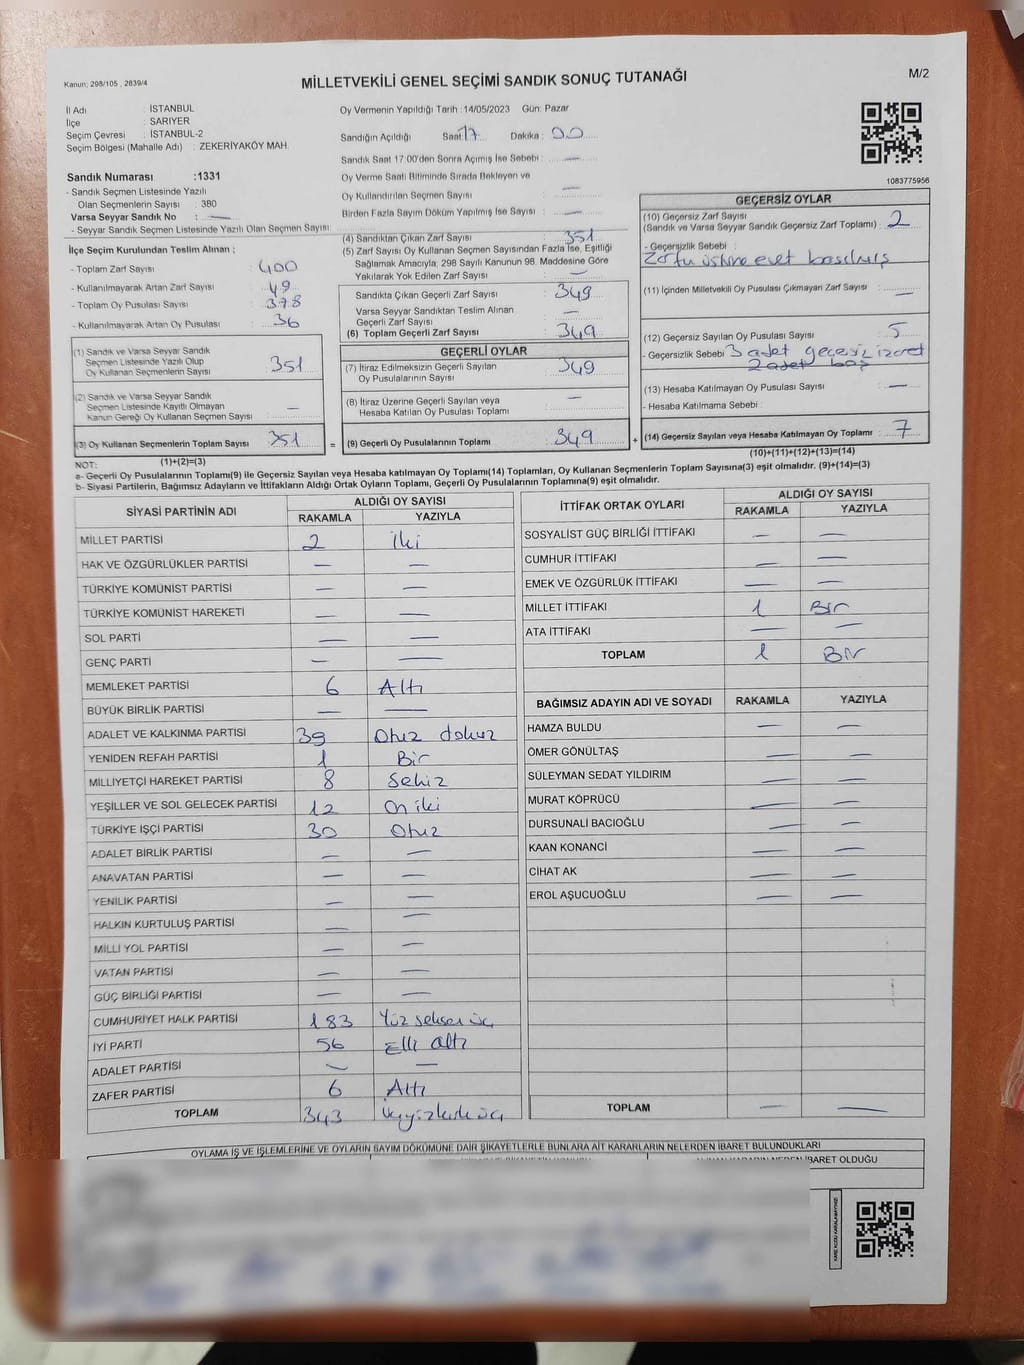 Kanun; 298/105 , 2839/4
MİLLETVEKİLİ GENEL SEÇİMİ SANDIK SONUÇ TUTANAĞI
M/2
İl Adı : İSTANBUL
İlçe : SARIYER
Seçim Çevresi : İSTANBUL-2
Seçim Bölgesi (Mahalle Adı) : ZEKERİYAKÖY MAH.
Oy Vermenin Yapıldığı Tarih :14/05/2023 Gün: Pazar
Sandığın Açıldığı Saat 17 Dakika : 00
Sandık Saat 17:00'den Sonra Açımış İse Sebebi : —
Oy Verme Saati Bitiminde Sırada Bekleyen ve
Oy Kullandırılan Seçmen Sayısı : —
Birden Fazla Sayım Döküm Yapılmış İse Sayısı : —
1083775956
Sandık Numarası :1331
- Sandık Seçmen Listesinde Yazılı
Olan Seçmenlerin Sayısı : 380
Varsa Seyyar Sandık No : —
- Seyyar Sandık Seçmen Listesinde Yazılı Olan Seçmen Sayısı :
İlçe Seçim Kurulundan Teslim Alınan ;
- Toplam Zarf Sayısı : 400
- Kullanılmayarak Artan Zarf Sayısı : 49
- Toplam Oy Pusulası Sayısı : 378
- Kullanılmayarak Artan Oy Pusulası : 36
(1) Sandık ve Varsa Seyyar Sandık
Seçmen Listesinde Yazılı Olup
Oy Kullanan Seçmenlerin Sayısı : 351
(2) Sandık ve Varsa Seyyar Sandık
Seçmen Listesinde Kayıtlı Olmayan
Kanun Gereği Oy Kullanan Seçmen Sayısı : —
(3) Oy Kullanan Seçmenlerin Toplam Sayısı : 351
(1)+(2)=(3)
(4) Sandıktan Çıkan Zarf Sayısı : 351
(5) Zarf Sayısı Oy Kullanan Seçmen Sayısından Fazla İse, Eşitliği
Sağlamak Amacıyla, 298 Sayılı Kanunun 98. Maddesine Göre
Yakılarak Yok Edilen Zarf Sayısı : —
Sandıkta Çıkan Geçerli Zarf Sayısı : 349
Varsa Seyyar Sandıktan Teslim Alınan
Geçerli Zarf Sayısı : —
(6) Toplam Geçerli Zarf Sayısı : 349
GEÇERLİ OYLAR
(7) İtiraz Edilmeksizin Geçerli Sayılan
Oy Pusulalarının Sayısı : 349
(8) İtiraz Üzerine Geçerli Sayılan veya
Hesaba Katılan Oy Pusulası Toplamı : —
= (9) Geçerli Oy Pusulalarının Toplamı : 349 +
GEÇERSİZ OYLAR
(10) Geçersiz Zarf Sayısı
(Sandık ve Varsa Seyyar Sandık Geçersiz Zarf Toplamı) : 2
- Geçersizlik Sebebi :
Zarfın üstüne evet basılmış
(11) İçinden Milletvekili Oy Pusulası Çıkmayan Zarf Sayısı : —
(12) Geçersiz Sayılan Oy Pusulası Sayısı : 5
- Geçersizlik Sebebi : 3 adet geçersiz
2 adet boş
(13) Hesaba Katılmayan Oy Pusulası Sayısı : —
- Hesaba Katılmama Sebebi :
(14) Geçersiz Sayılan veya Hesaba Katılmayan Oy Toplamı : 7
(10)+(11)+(12)+(13)=(14)
NOT:
a- Geçerli Oy Pusulalarının Toplamı(9) ile Geçersiz Sayılan veya Hesaba katılmayan Oy Toplamı(14) Toplamları, Oy Kullanan Seçmenlerin Toplam Sayısına(3) eşit olmalıdır. (9)+(14)=(3)
b- Siyasi Partilerin, Bağımsız Adayların ve İttifakların Aldığı Ortak Oyların Toplamı, Geçerli Oy Pusulalarının Toplamına(9) eşit olmalıdır.
SİYASİ PARTİNİN ADI ALDIĞI OY SAYISI
RAKAMLA YAZIYLA
MİLLET PARTİSİ 2 iki
HAK VE ÖZGÜRLÜKLER PARTİSİ — —
TÜRKİYE KOMÜNİST PARTİSİ — —
TÜRKİYE KOMÜNİST HAREKETİ — —
SOL PARTİ — —
GENÇ PARTİ — —
MEMLEKET PARTİSİ 6 Altı
BÜYÜK BİRLİK PARTİSİ — —
ADALET VE KALKINMA PARTİSİ 39 Otuz dokuz
YENİDEN REFAH PARTİSİ 1 Bir
MİLLİYETÇİ HAREKET PARTİSİ 8 Sekiz
YEŞİLLER VE SOL GELECEK PARTİSİ 12 On iki
TÜRKİYE İŞÇİ PARTİSİ 30 Otuz
ADALET BİRLİK PARTİSİ — —
ANAVATAN PARTİSİ — —
YENİLİK PARTİSİ — —
HALKIN KURTULUŞ PARTİSİ — —
MİLLİ YOL PARTİSİ — —
VATAN PARTİSİ — —
GÜÇ BİRLİĞİ PARTİSİ — —
CUMHURİYET HALK PARTİSİ 183 Yüz seksen üç
İYİ PARTİ 56 Elli altı
ADALET PARTİSİ — —
ZAFER PARTİSİ 6 Altı
TOPLAM 343 Üçyüzkırk üç
İTTİFAK ORTAK OYLARI ALDIĞI OY SAYISI
RAKAMLA YAZIYLA
SOSYALİST GÜÇ BİRLİĞİ İTTİFAKI — —
CUMHUR İTTİFAKI — —
EMEK VE ÖZGÜRLÜK İTTİFAKI — —
MİLLET İTTİFAKI 1 Bir
ATA İTTİFAKI — —
TOPLAM 1 Bir
BAĞIMSIZ ADAYIN ADI VE SOYADI RAKAMLA YAZIYLA
HAMZA BULDU — —
ÖMER GÖNÜLTAŞ — —
SÜLEYMAN SEDAT YILDIRIM — —
MURAT KÖPRÜCÜ — —
DURSUNALİ BACIOĞLU — —
KAAN KONANCİ — —
CİHAT AK — —
EROL AŞUCUOĞLU — —
TOPLAM — —
OYLAMA İŞ VE İŞLEMLERİNE VE OYLARIN SAYIM DÖKÜMÜNE DAİR ŞİKAYETLERLE BUNLARA AİT KARARLARIN NELERDEN İBARET BULUNDUKLARI
İBARET OLDUĞU